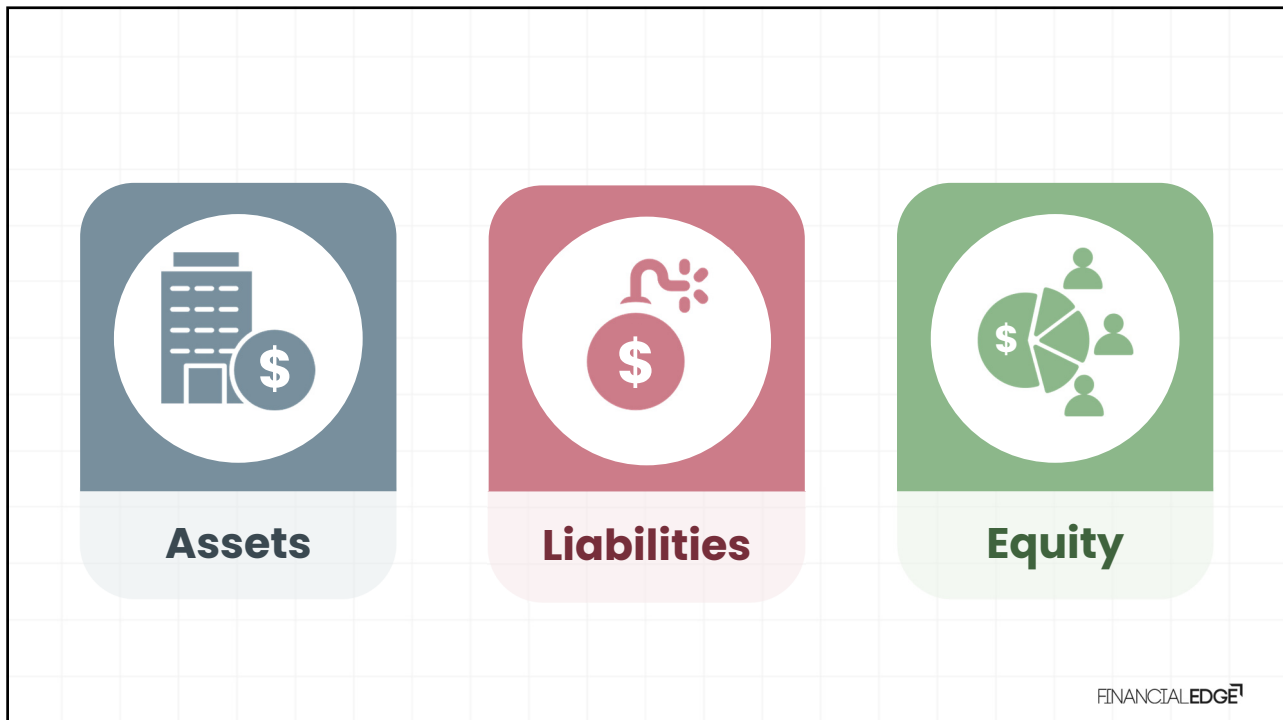 $
$
$
Assets
Liabilities
Equity
FINANCIALEDGE